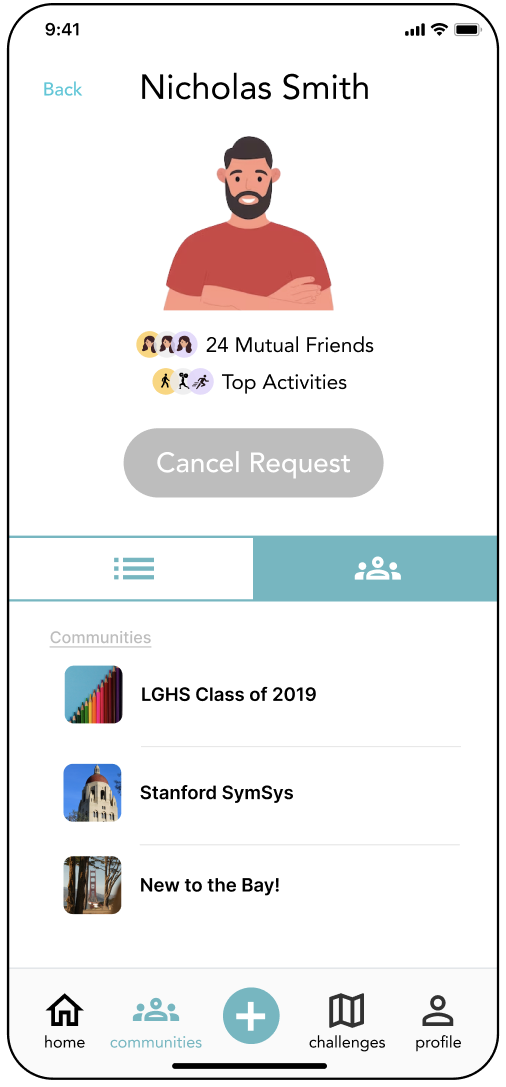 9:41
Back
Nicholas Smith
24 Mutual Friends
Top Activities
Cancel Request
Communities
LGHS Class of 2019
Stanford SymSys
New to the Bay!
home communities challenges profile